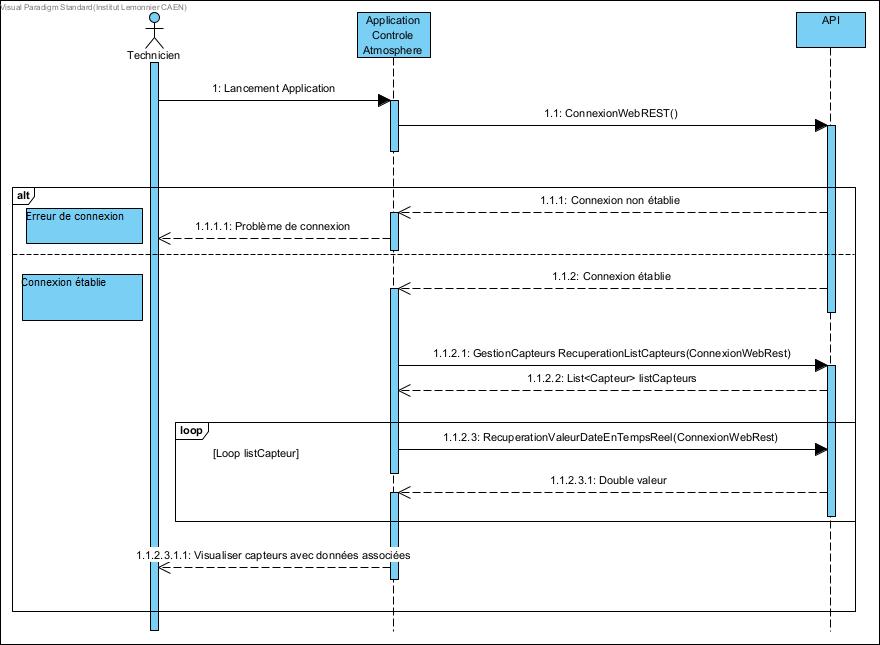 Visual Paradigm Standard(Institut Lemonnier CAEN)
Technicien
Application
Controle
Atmosphere
API
1: Lancement Application
1.1: ConnexionWebREST()
alt
Erreur de connexion
1.1.1: Connexion non établie
1.1.1.1: Problème de connexion
Connexion établie
1.1.2: Connexion établie
1.1.2.1: GestionCapteurs RecuperationListCapteurs(ConnexionWebRest)
1.1.2.2: List<Capteur> listCapteurs
loop
[Loop listCapteur]
1.1.2.3: RecuperationValeurDateEnTempsReel(ConnexionWebRest)
1.1.2.3.1: Double valeur
1.1.2.3.1.1: Visualiser capteurs avec données associées